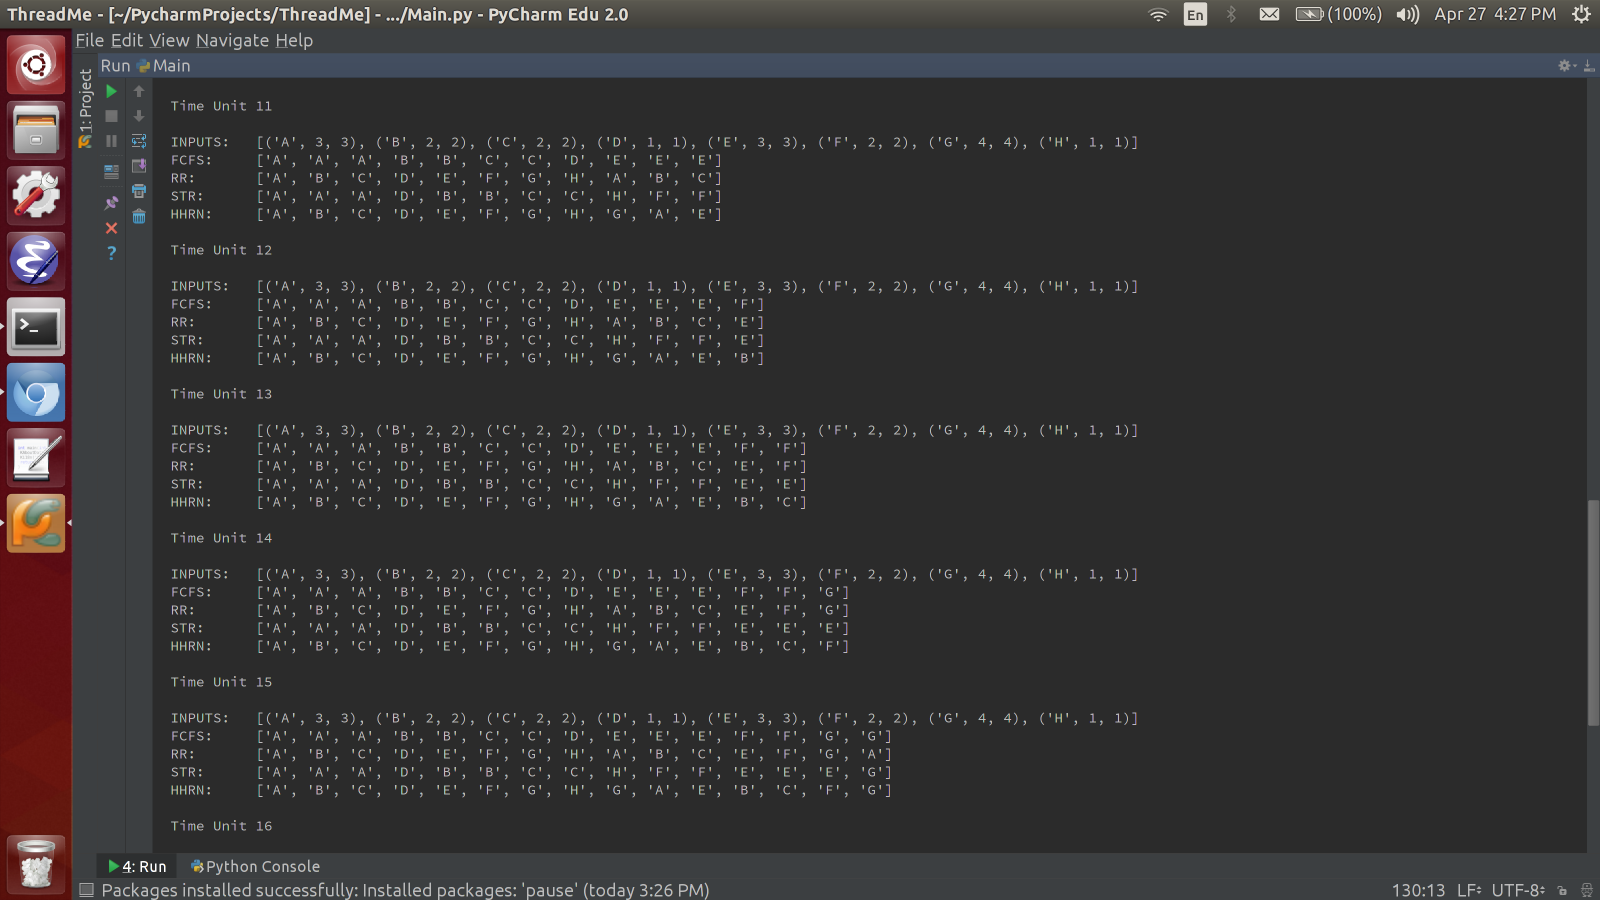 ThreadMe - [~/PycharmProjects/ThreadMe] - .../Main.py - PyCharm Edu 2.0
En
(100%)
Apr 27 4:27 PM
File Edit View Navigate Help
Run Main
1: Project
Time Unit 11
INPUTS: [('A', 3, 3), ('B', 2, 2), ('C', 2, 2), ('D', 1, 1), ('E', 3, 3), ('F', 2, 2), ('G', 4, 4), ('H', 1, 1)]
FCFS: ['A', 'A', 'A', 'B', 'B', 'C', 'C', 'D', 'E', 'E', 'E']
RR: ['A', 'B', 'C', 'D', 'E', 'F', 'G', 'H', 'A', 'B', 'C']
STR: ['A', 'A', 'A', 'D', 'B', 'B', 'C', 'C', 'H', 'F', 'F']
HHRN: ['A', 'B', 'C', 'D', 'E', 'F', 'G', 'H', 'G', 'A', 'E']
Time Unit 12
INPUTS: [('A', 3, 3), ('B', 2, 2), ('C', 2, 2), ('D', 1, 1), ('E', 3, 3), ('F', 2, 2), ('G', 4, 4), ('H', 1, 1)]
FCFS: ['A', 'A', 'A', 'B', 'B', 'C', 'C', 'D', 'E', 'E', 'E', 'F']
RR: ['A', 'B', 'C', 'D', 'E', 'F', 'G', 'H', 'A', 'B', 'C', 'E']
STR: ['A', 'A', 'A', 'D', 'B', 'B', 'C', 'C', 'H', 'F', 'F', 'E']
HHRN: ['A', 'B', 'C', 'D', 'E', 'F', 'G', 'H', 'G', 'A', 'E', 'B']
Time Unit 13
INPUTS: [('A', 3, 3), ('B', 2, 2), ('C', 2, 2), ('D', 1, 1), ('E', 3, 3), ('F', 2, 2), ('G', 4, 4), ('H', 1, 1)]
FCFS: ['A', 'A', 'A', 'B', 'B', 'C', 'C', 'D', 'E', 'E', 'E', 'F', 'F']
RR: ['A', 'B', 'C', 'D', 'E', 'F', 'G', 'H', 'A', 'B', 'C', 'E', 'F']
STR: ['A', 'A', 'A', 'D', 'B', 'B', 'C', 'C', 'H', 'F', 'F', 'E', 'E']
HHRN: ['A', 'B', 'C', 'D', 'E', 'F', 'G', 'H', 'G', 'A', 'E', 'B', 'C']
Time Unit 14
INPUTS: [('A', 3, 3), ('B', 2, 2), ('C', 2, 2), ('D', 1, 1), ('E', 3, 3), ('F', 2, 2), ('G', 4, 4), ('H', 1, 1)]
FCFS: ['A', 'A', 'A', 'B', 'B', 'C', 'C', 'D', 'E', 'E', 'E', 'F', 'F', 'G']
RR: ['A', 'B', 'C', 'D', 'E', 'F', 'G', 'H', 'A', 'B', 'C', 'E', 'F', 'G']
STR: ['A', 'A', 'A', 'D', 'B', 'B', 'C', 'C', 'H', 'F', 'F', 'E', 'E', 'E']
HHRN: ['A', 'B', 'C', 'D', 'E', 'F', 'G', 'H', 'G', 'A', 'E', 'B', 'C', 'F']
Time Unit 15
INPUTS: [('A', 3, 3), ('B', 2, 2), ('C', 2, 2), ('D', 1, 1), ('E', 3, 3), ('F', 2, 2), ('G', 4, 4), ('H', 1, 1)]
FCFS: ['A', 'A', 'A', 'B', 'B', 'C', 'C', 'D', 'E', 'E', 'E', 'F', 'F', 'G', 'G']
RR: ['A', 'B', 'C', 'D', 'E', 'F', 'G', 'H', 'A', 'B', 'C', 'E', 'F', 'G', 'A']
STR: ['A', 'A', 'A', 'D', 'B', 'B', 'C', 'C', 'H', 'F', 'F', 'E', 'E', 'E', 'G']
HHRN: ['A', 'B', 'C', 'D', 'E', 'F', 'G', 'H', 'G', 'A', 'E', 'B', 'C', 'F', 'G']
Time Unit 16
4: Run Python Console
Packages installed successfully: Installed packages: 'pause' (today 3:26 PM)
130:13 LF UTF-8